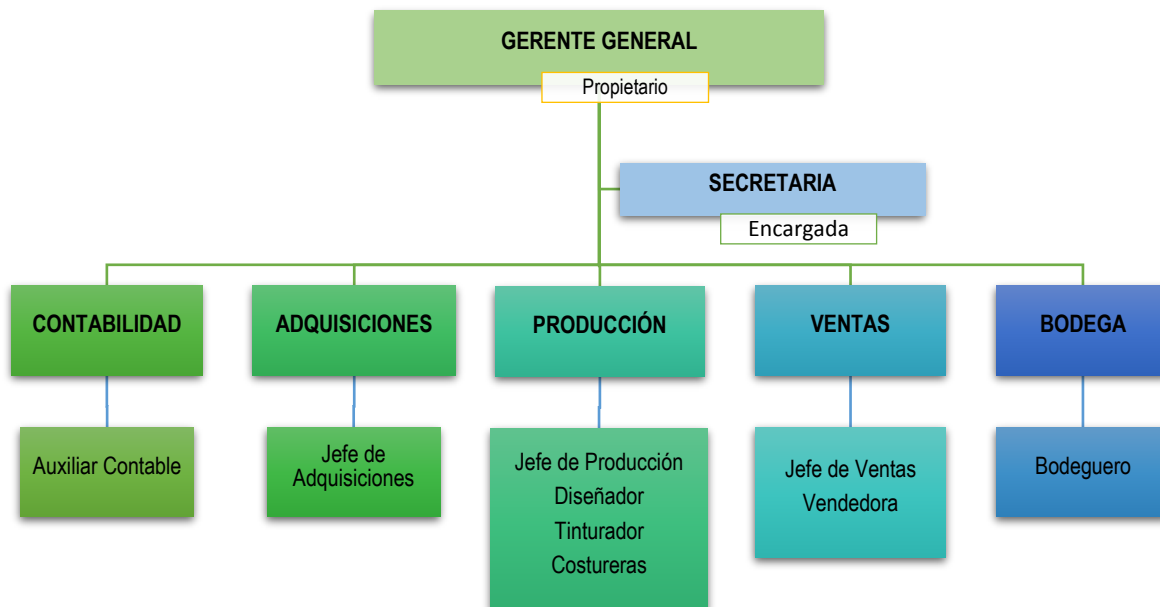 GERENTE GENERAL
Propietario
SECRETARIA
Encargada
CONTABILIDAD
ADQUISICIONES
PRODUCCIÓN
VENTAS
BODEGA
Auxiliar Contable
Jefe de
Adquisiciones
Jefe de Producción
Diseñador
Tinturador
Costureras
Jefe de Ventas
Vendedora
Bodeguero